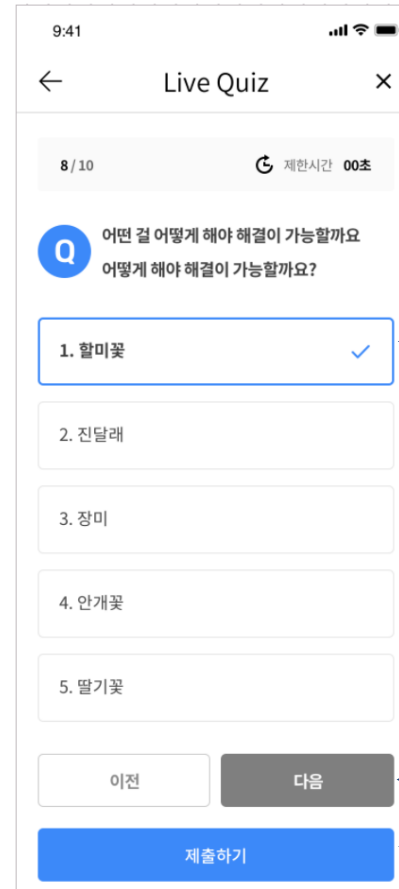 9:41
Live Quiz
8/10 제한시간 00초
Q
어떤 걸 어떻게 해야 해결이 가능할까요
어떻게 해야 해결이 가능할까요?
1. 할미꽃
2. 진달래
3. 장미
4. 안개꽃
5. 딸기꽃
이전 다음
제출하기